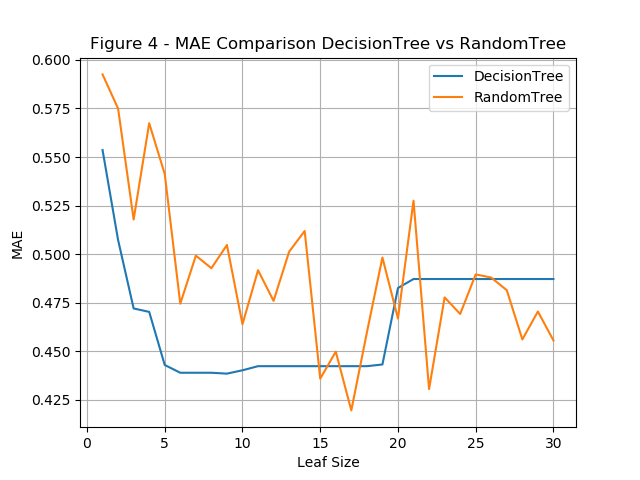 Figure 4 - MAE Comparison DecisionTree vs RandomTree
DecisionTree
RandomTree
MAE
0.600
0.575
0.550
0.525
0.500
0.475
0.450
0.425
0 5 10 15 20 25 30
Leaf Size